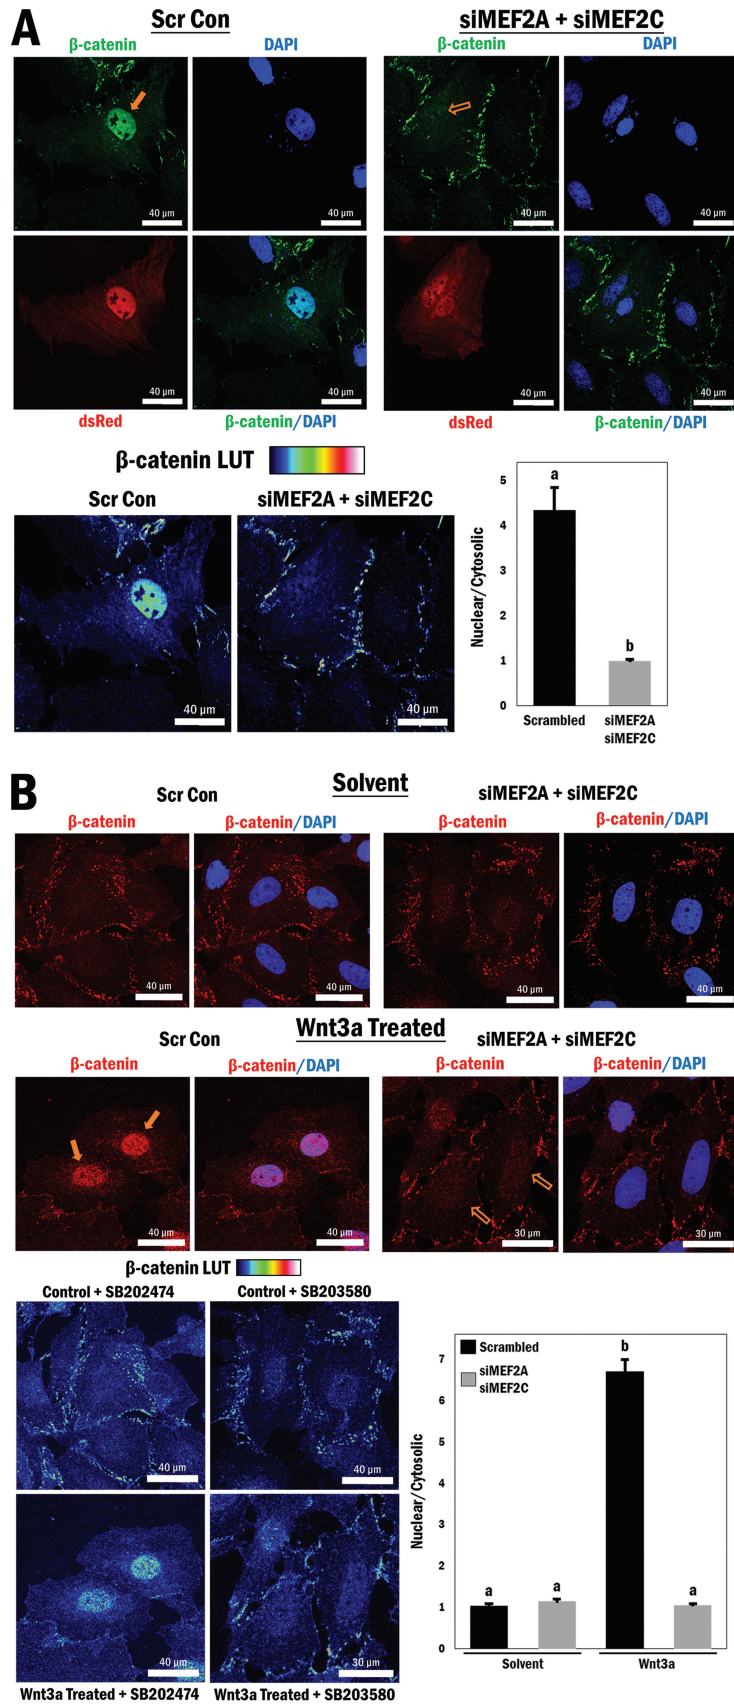 A
Scr Con
siMEF2A + siMEF2C
β-catenin
DAPI
β-catenin
DAPI
40 µm
40 µm
40 µm
40 µm
40 µm
40 µm
40 µm
40 µm
dsRed
β-catenin/DAPI
dsRed
β-catenin/DAPI
β-catenin LUT
Scr Con
siMEF2A + siMEF2C
40 µm
40 µm
Nuclear/Cytosolic
5
4
3
2
1
0
a
b
Scrambled
siMEF2A
siMEF2C
B
Solvent
Scr Con
siMEF2A + siMEF2C
β-catenin
β-catenin/DAPI
β-catenin
β-catenin/DAPI
40 µm
40 µm
40 µm
40 µm
Wnt3a Treated
Scr Con
siMEF2A + siMEF2C
β-catenin
β-catenin/DAPI
β-catenin
β-catenin/DAPI
40 µm
40 µm
30 µm
30 µm
β-catenin LUT
Control + SB202474
Control + SB203580
40 µm
40 µm
40 µm
30 µm
Wnt3a Treated + SB202474
Wnt3a Treated + SB203580
Nuclear/Cytosolic
7
6
5
4
3
2
1
0
Scrambled
siMEF2A
siMEF2C
a
a
b
a
Solvent
Wnt3a